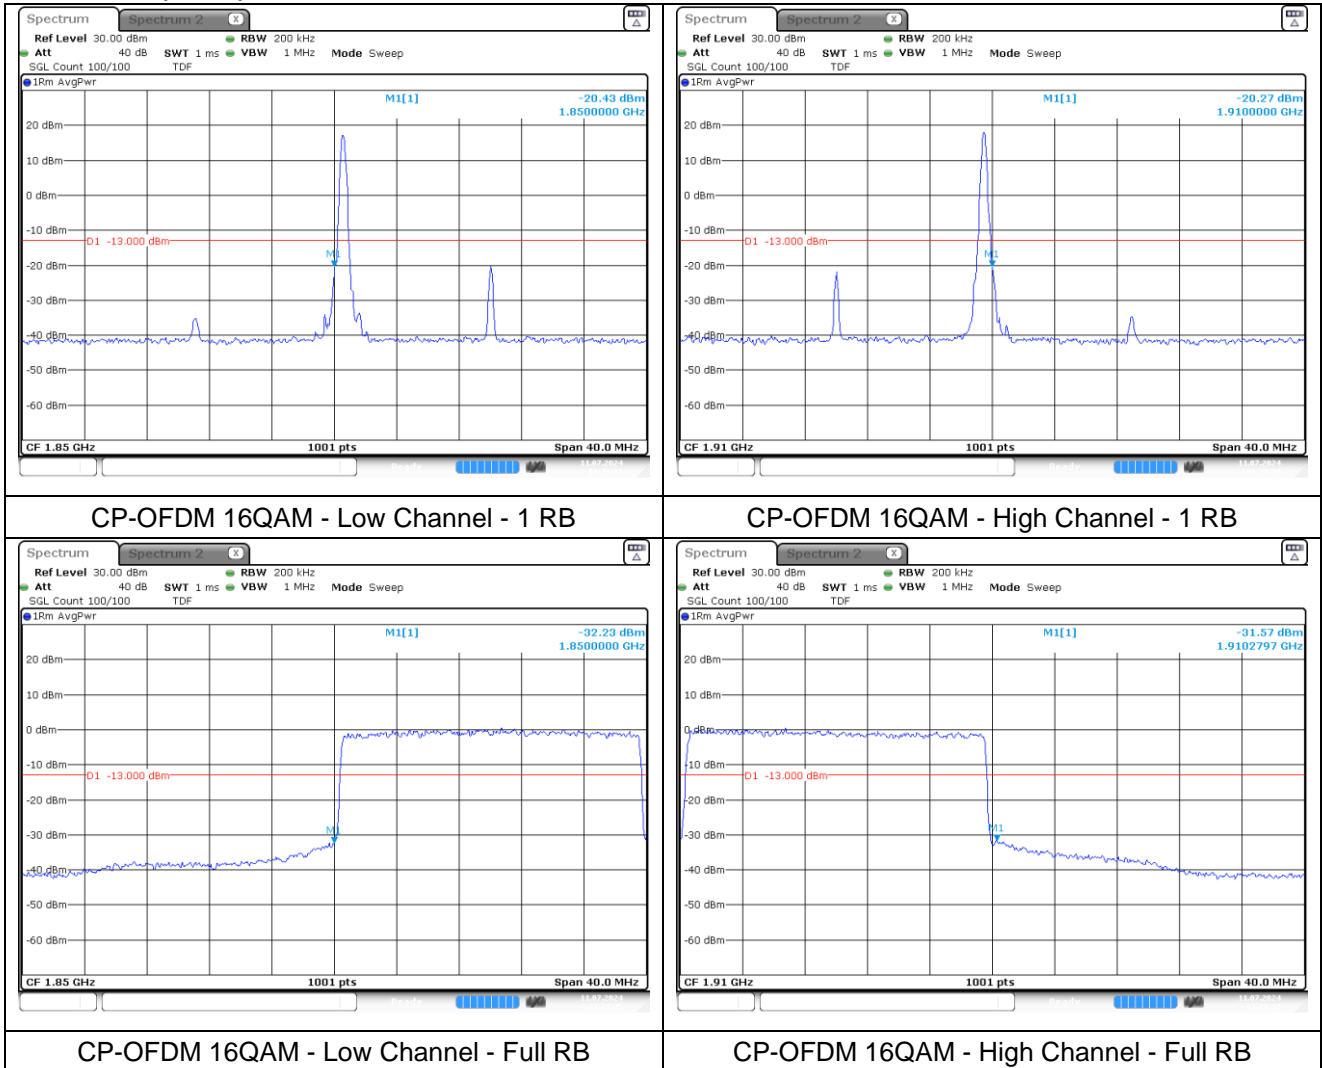 Spectrum Spectrum 2 X
Ref Level 30.00 dBm RBW 200 kHz
Att 40 dB SWT 1 ms VBW 1 MHz Mode Sweep
SGL Count 100/100 TDF
1Rm AvgPwr
M1[1] -20.43 dBm
1.8500000 GHz
20 dBm
10 dBm
0 dBm
-10 dBm
D1 -13.000 dBm
M1
-20 dBm
-30 dBm
-40 dBm
-50 dBm
-60 dBm
CF 1.85 GHz 1001 pts Span 40.0 MHz
Ready 11.07.2024
CP-OFDM 16QAM - Low Channel - 1 RB
Spectrum Spectrum 2 X
Ref Level 30.00 dBm RBW 200 kHz
Att 40 dB SWT 1 ms VBW 1 MHz Mode Sweep
SGL Count 100/100 TDF
1Rm AvgPwr
M1[1] -20.27 dBm
1.9100000 GHz
20 dBm
10 dBm
0 dBm
-10 dBm
D1 -13.000 dBm
M1
-20 dBm
-30 dBm
-40 dBm
-50 dBm
-60 dBm
CF 1.91 GHz 1001 pts Span 40.0 MHz
Ready 11.07.2024
CP-OFDM 16QAM - High Channel - 1 RB
Spectrum Spectrum 2 X
Ref Level 30.00 dBm RBW 200 kHz
Att 40 dB SWT 1 ms VBW 1 MHz Mode Sweep
SGL Count 100/100 TDF
1Rm AvgPwr
M1[1] -32.23 dBm
1.8500000 GHz
20 dBm
10 dBm
0 dBm
-10 dBm
D1 -13.000 dBm
-20 dBm
M1
-30 dBm
-40 dBm
-50 dBm
-60 dBm
CF 1.85 GHz 1001 pts Span 40.0 MHz
Ready 11.07.2024
CP-OFDM 16QAM - Low Channel - Full RB
Spectrum Spectrum 2 X
Ref Level 30.00 dBm RBW 200 kHz
Att 40 dB SWT 1 ms VBW 1 MHz Mode Sweep
SGL Count 100/100 TDF
1Rm AvgPwr
M1[1] -31.57 dBm
1.9102797 GHz
20 dBm
10 dBm
0 dBm
-10 dBm
D1 -13.000 dBm
-20 dBm
M1
-30 dBm
-40 dBm
-50 dBm
-60 dBm
CF 1.91 GHz 1001 pts Span 40.0 MHz
Ready 11.07.2024
CP-OFDM 16QAM - High Channel - Full RB